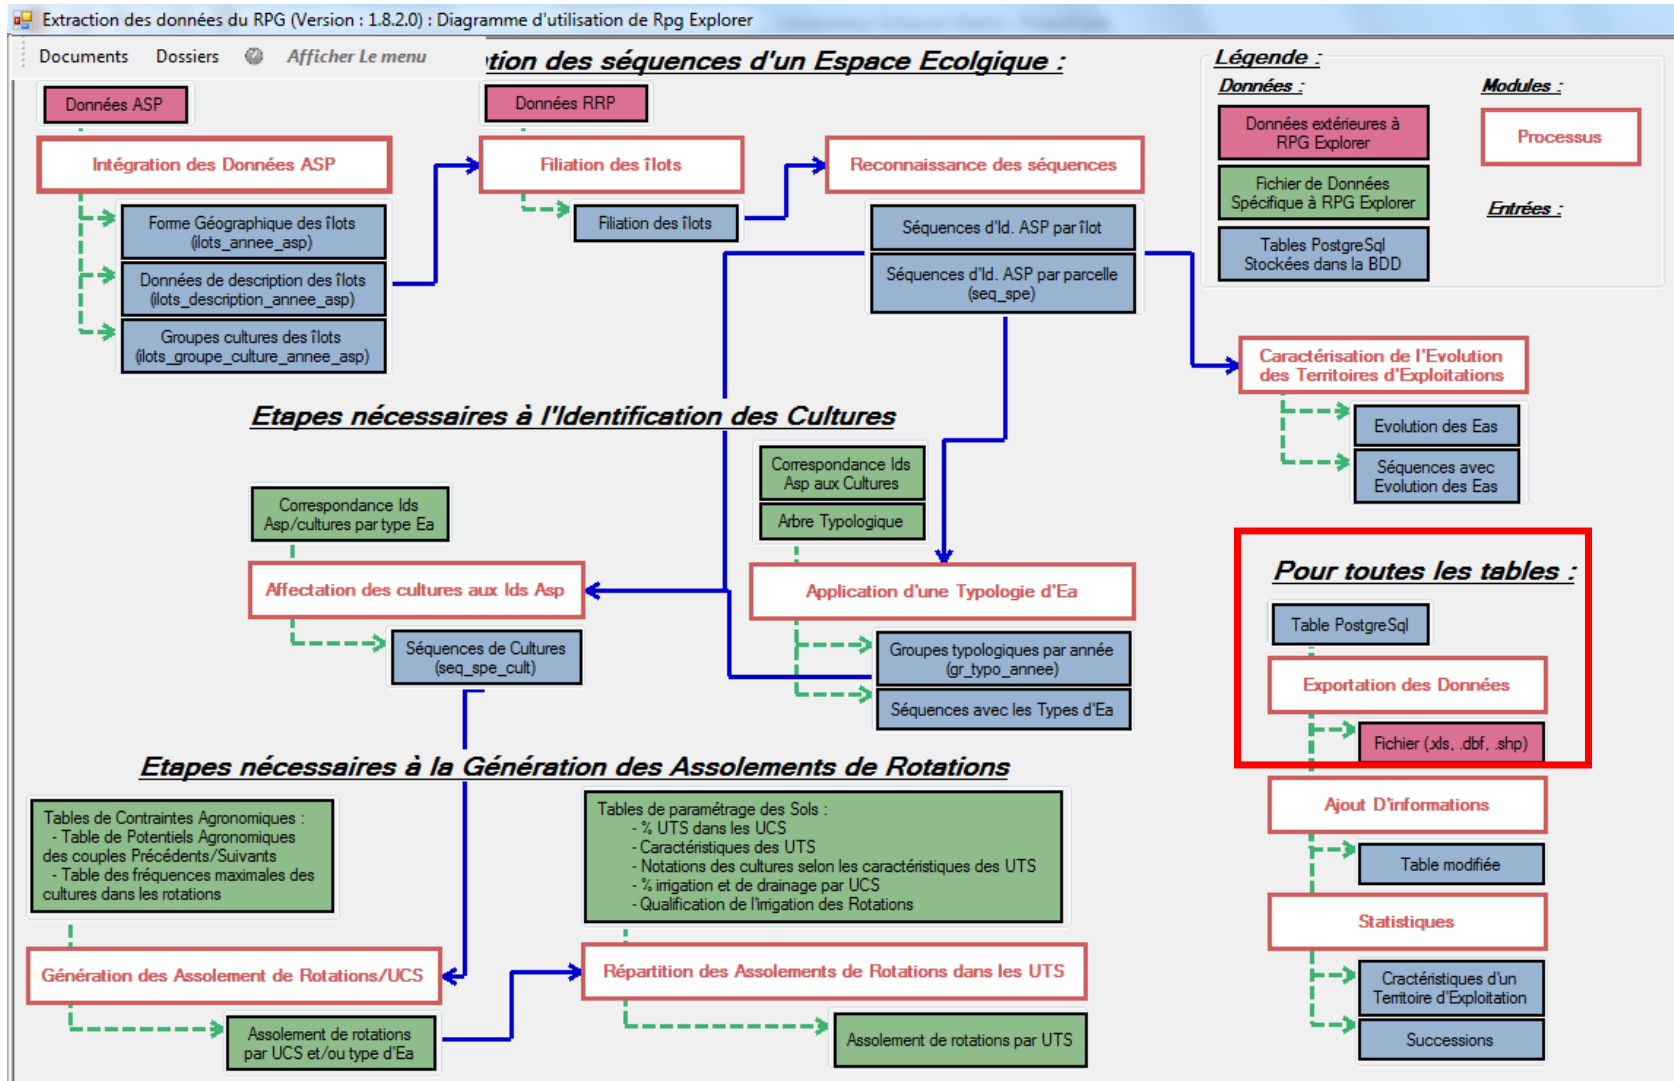 Extraction des données du RPG (Version : 1.8.2.0) : Diagramme d'utilisation de Rpg Explorer
Documents Dossiers Afficher Le menu
tion des séquences d'un Espace Ecolgique :
Légende :
Données :
Modules :
Données extérieures à
RPG Explorer
Processus
Fichier de Données
Spécifique à RPG Explorer
Entrées :
Tables PostgreSql
Stockées dans la BDD
Données ASP
Données RRP
Intégration des Données ASP
Filiation des îlots
Reconnaissance des séquences
Forme Géographique des îlots
(ilots_annee_asp)
Données de description des îlots
(ilots_description_annee_asp)
Groupes cultures des îlots
(ilots_groupe_culture_annee_asp)
Filiation des îlots
Séquences d'Id. ASP par îlot
Séquences d'Id. ASP par parcelle
(seq_spe)
Caractérisation de l'Evolution
des Territoires d'Exploitations
Evolution des Eas
Séquences avec
Evolution des Eas
Etapes nécessaires à l'Identification des Cultures
Correspondance Ids
Asp/cultures par type Ea
Correspondance Ids
Asp aux Cultures
Arbre Typologique
Affectation des cultures aux Ids Asp
Application d'une Typologie d'Ea
Séquences de Cultures
(seq_spe_cult)
Groupes typologiques par année
(gr_typo_annee)
Séquences avec les Types d'Ea
Pour toutes les tables :
Table PostgreSql
Exportation des Données
Fichier (.xls, .dbf, .shp)
Ajout D'informations
Table modifiée
Statistiques
Cractéristiques d'un
Territoire d'Exploitation
Successions
Etapes nécessaires à la Génération des Assolements de Rotations
Tables de Contraintes Agronomiques :
- Table de Potentiels Agronomiques
des couples Précédents/Suivants
- Table des fréquences maximales des
cultures dans les rotations
Tables de paramétrage des Sols :
- % UTS dans les UCS
- Caractéristiques des UTS
- Notations des cultures selon les caractéristiques des UTS
- % irrigation et de drainage par UCS
- Qualification de l'irrigation des Rotations
Génération des Assolement de Rotations/UCS
Répartition des Assolements de Rotations dans les UTS
Assolement de rotations
par UCS et/ou type d'Ea
Assolement de rotations par UTS